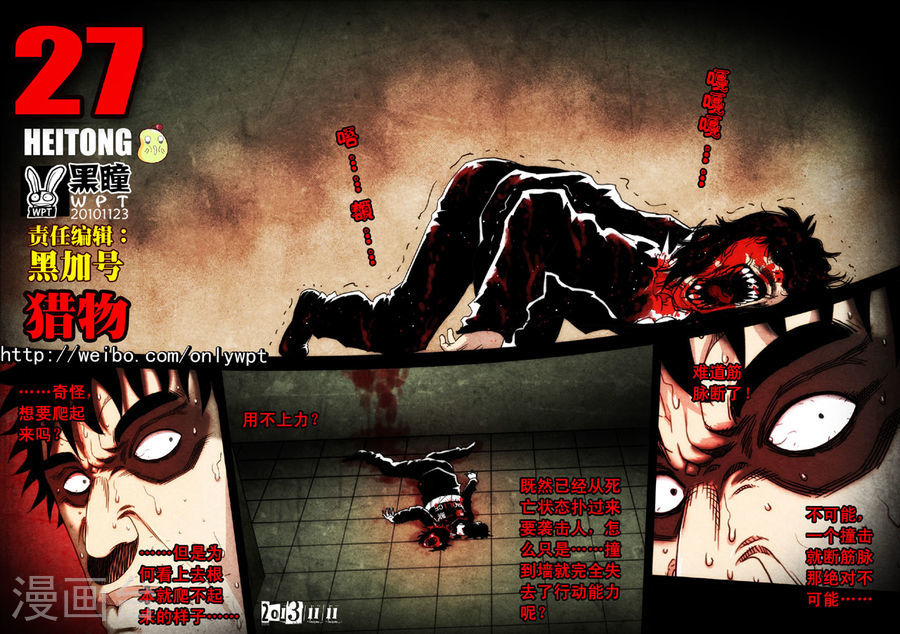 27
HEITONG
黑瞳
WPT
WPT
20101123
责任编辑：
黑加号
猎物
http://weibo.com/onlywpt
嘎
嘎
嘎
……
……
嗒
……
……
额
……
……
……奇怪，
想要爬起
来吗？
……但是为
何看上去根
本就爬不起
来的样子……
用不上力？
既然已经从死
亡状态扑过来
要袭击人，怎
么只是……撞
到墙就完全失
去了行动能力
呢？
难道筋
脉断了！
不可能，
一个撞击
就断筋脉
那绝对不
可能……
漫画
2013 11 11